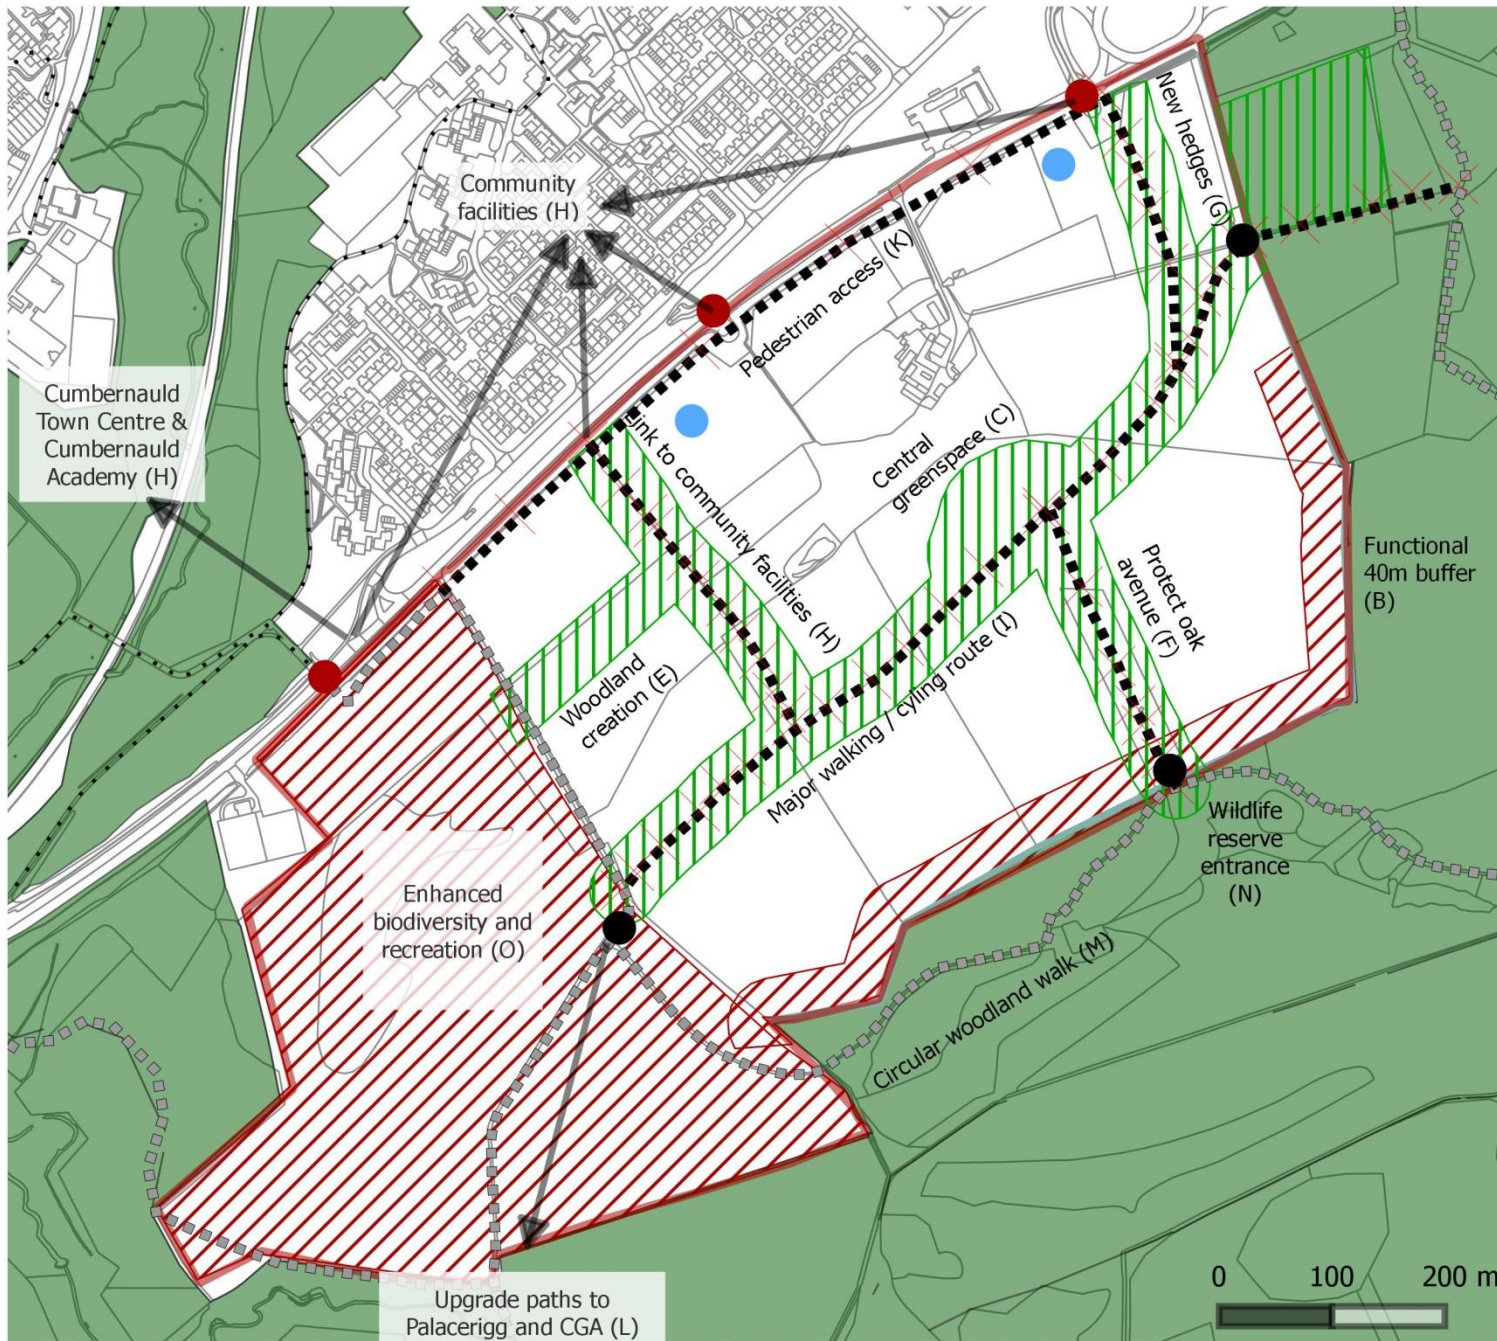 New hedges (G)
Community
facilities (H)
Pedestrian access (K)
Cumbernauld
Town Centre &
Cumbernauld
Academy (H)
Central
greenspace (C)
Link to community facilities (H)
Functional
40m buffer
(B)
Protect oak
avenue (F)
Woodland
creation (E)
Major walking / cyling route (I)
Wildlife
reserve
entrance
(N)
Enhanced
biodiversity and
recreation (O)
Circular woodland walk (M)
Upgrade paths to
Palacerigg and CGA (L)
0 100 200 m